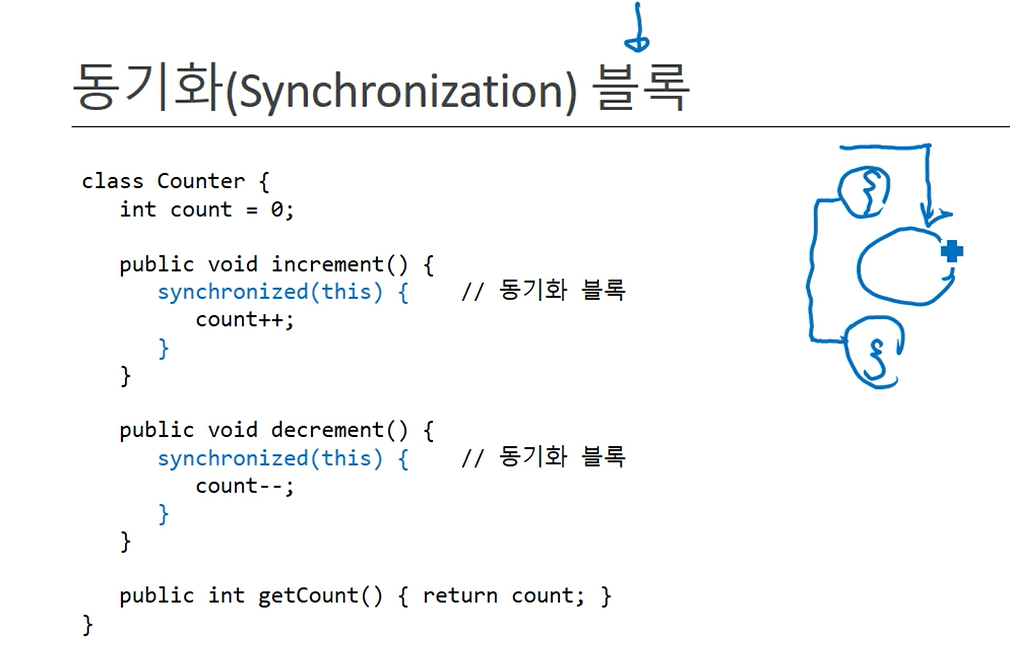 동기화(Synchronization) 블록
class Counter {
int count = 0;
public void increment() {
synchronized(this) { // 동기화 블록
count++;
}
}
public void decrement() {
synchronized(this) { // 동기화 블록
count--;
}
}
public int getCount() { return count; }
}